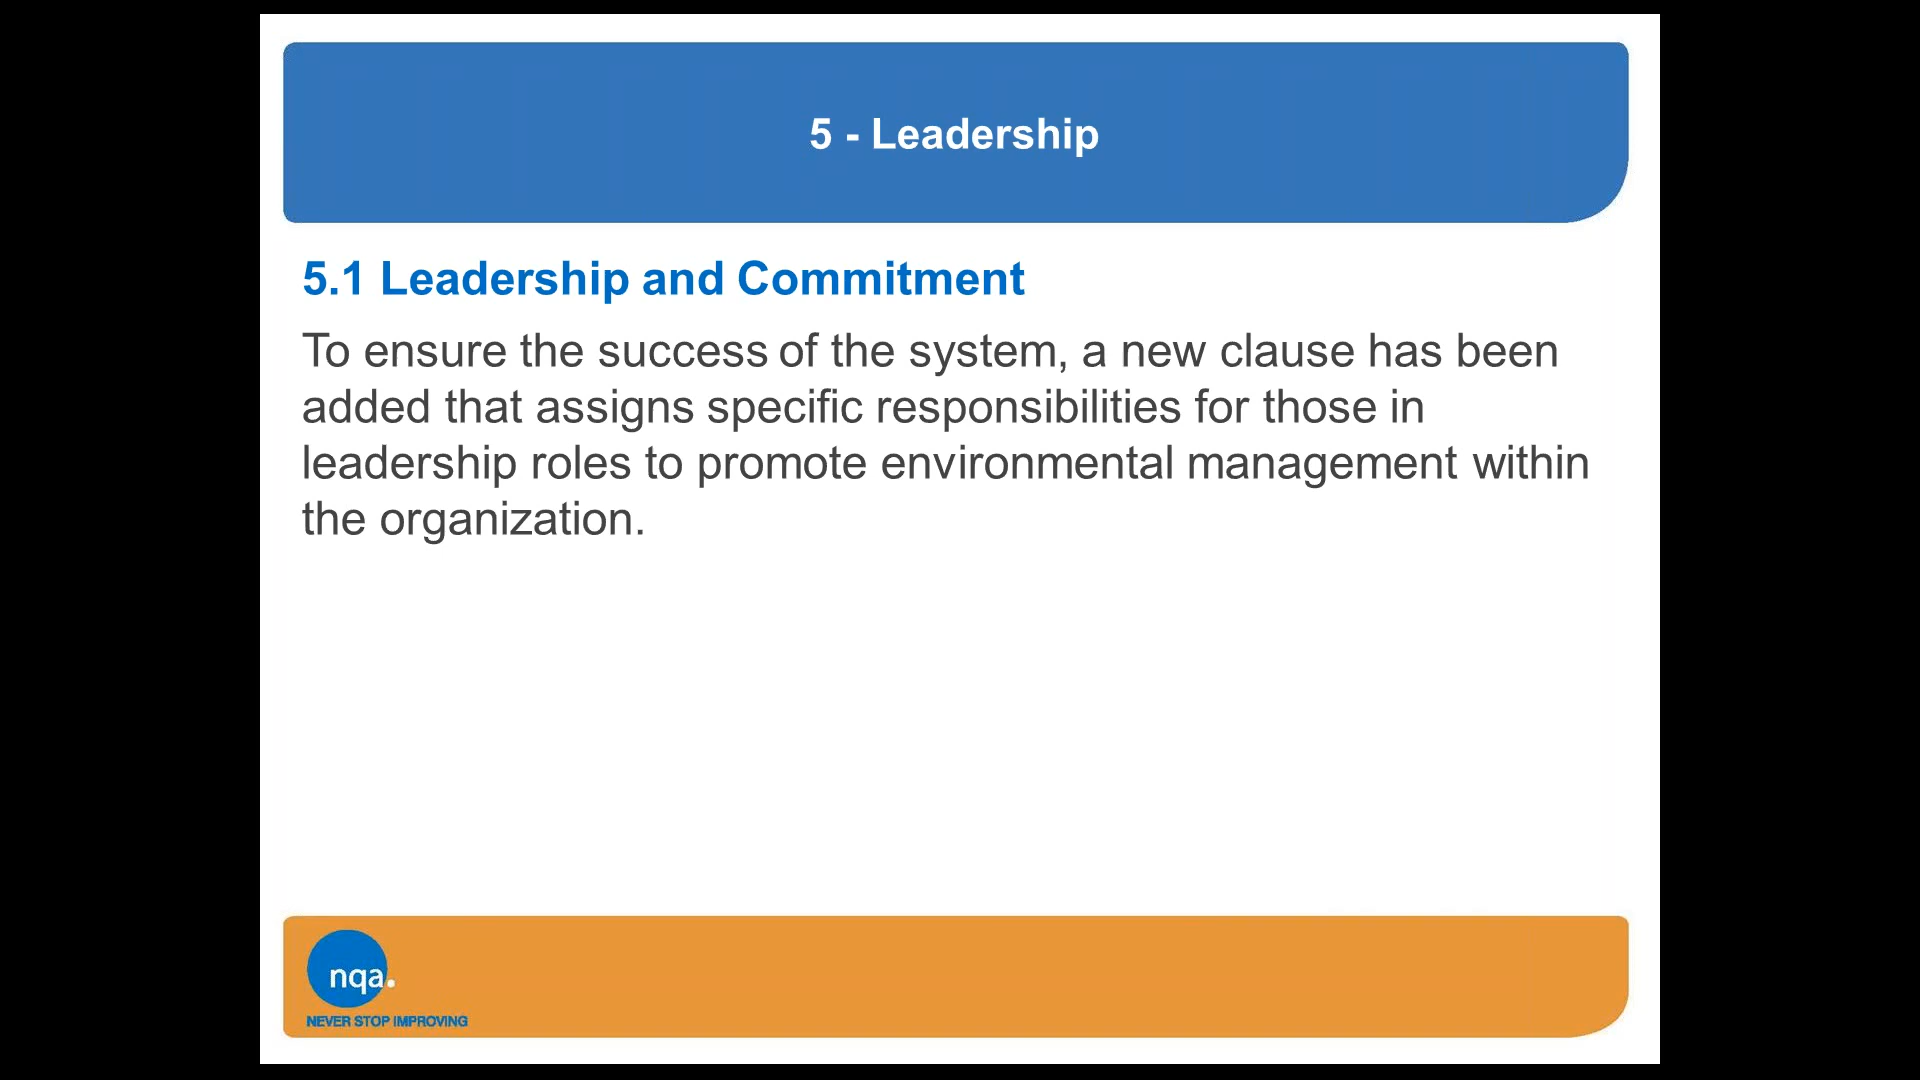 5 - Leadership
5.1 Leadership and Commitment
To ensure the success of the system, a new clause has been
added that assigns specific responsibilities for those in
leadership roles to promote environmental management within
the organization.
nqa.
NEVER STOP IMPROVING